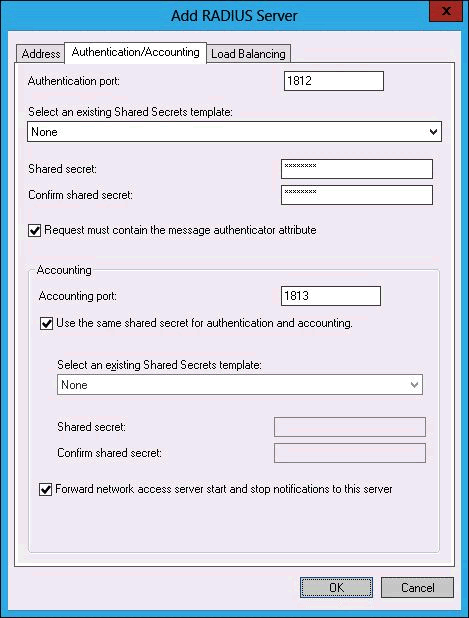 Add RADIUS Server
x
Address Authentication/Accounting Load Balancing
Authentication port: 1812
Select an existing Shared Secrets template:
None
Shared secret: ********
Confirm shared secret: ********
Request must contain the message authenticator attribute
Accounting
Accounting port: 1813
Use the same shared secret for authentication and accounting.
Select an existing Shared Secrets template:
None
Shared secret:
Confirm shared secret:
Forward network access server start and stop notifications to this server
OK Cancel